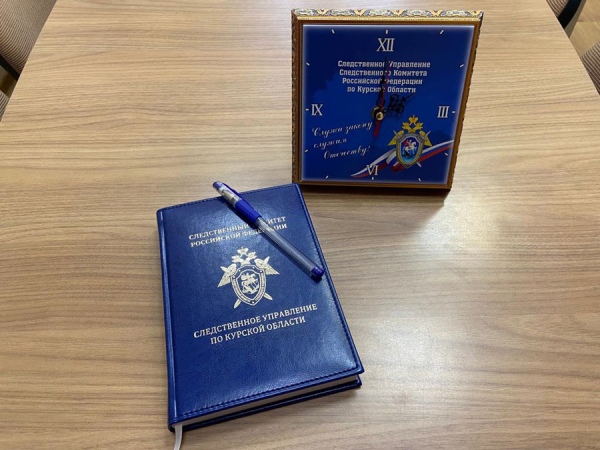 XII
Следственное Управление
Следственного Комитета
Российской Федерации
по Курской Области
IX
III
Служа закону
служим
Отечеству!
VI
СЛЕДСТВЕННЫЙ КОМИТЕТ
РОССИЙСКОЙ ФЕДЕРАЦИИ
СЛЕДСТВЕННОЕ УПРАВЛЕНИЕ
ПО КУРСКОЙ ОБЛАСТИ